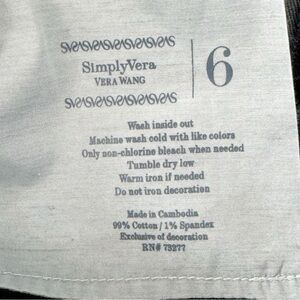 SimplyVera
VERA WANG
6
Wash inside out
Machine wash cold with like colors
Only non-chlorine bleach when needed
Tumble dry low
Warm iron if needed
Do not iron decoration
Made in Cambodia
99% Cotton / 1% Spandex
Exclusive of decoration
RN# 73277